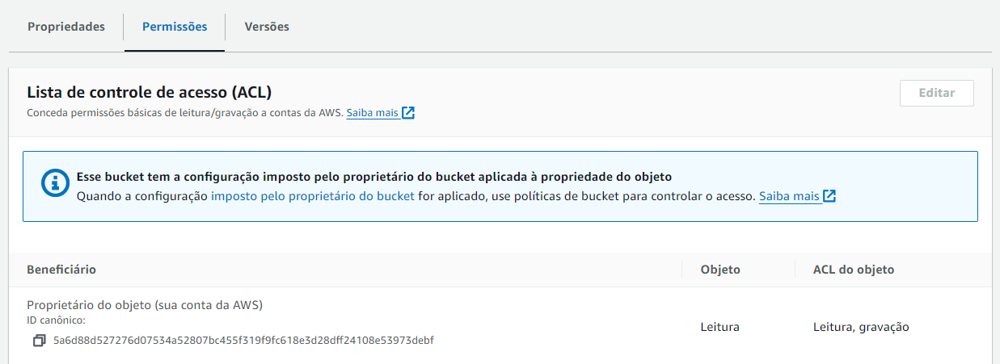 Propriedades Permissões Versões
Lista de controle de acesso (ACL)
Editar
Conceda permissões básicas de leitura/gravação a contas da AWS. Saiba mais
Esse bucket tem a configuração imposto pelo proprietário do bucket aplicada à propriedade do objeto
Quando a configuração imposto pelo proprietário do bucket for aplicado, use políticas de bucket para controlar o acesso. Saiba mais
Beneficiário Objeto ACL do objeto
Proprietário do objeto (sua conta da AWS)
ID canônico:
5a6d88d527276d07534a52807bc455f319f9fc618e3d28dff24108e53973debf
Leitura Leitura, gravação